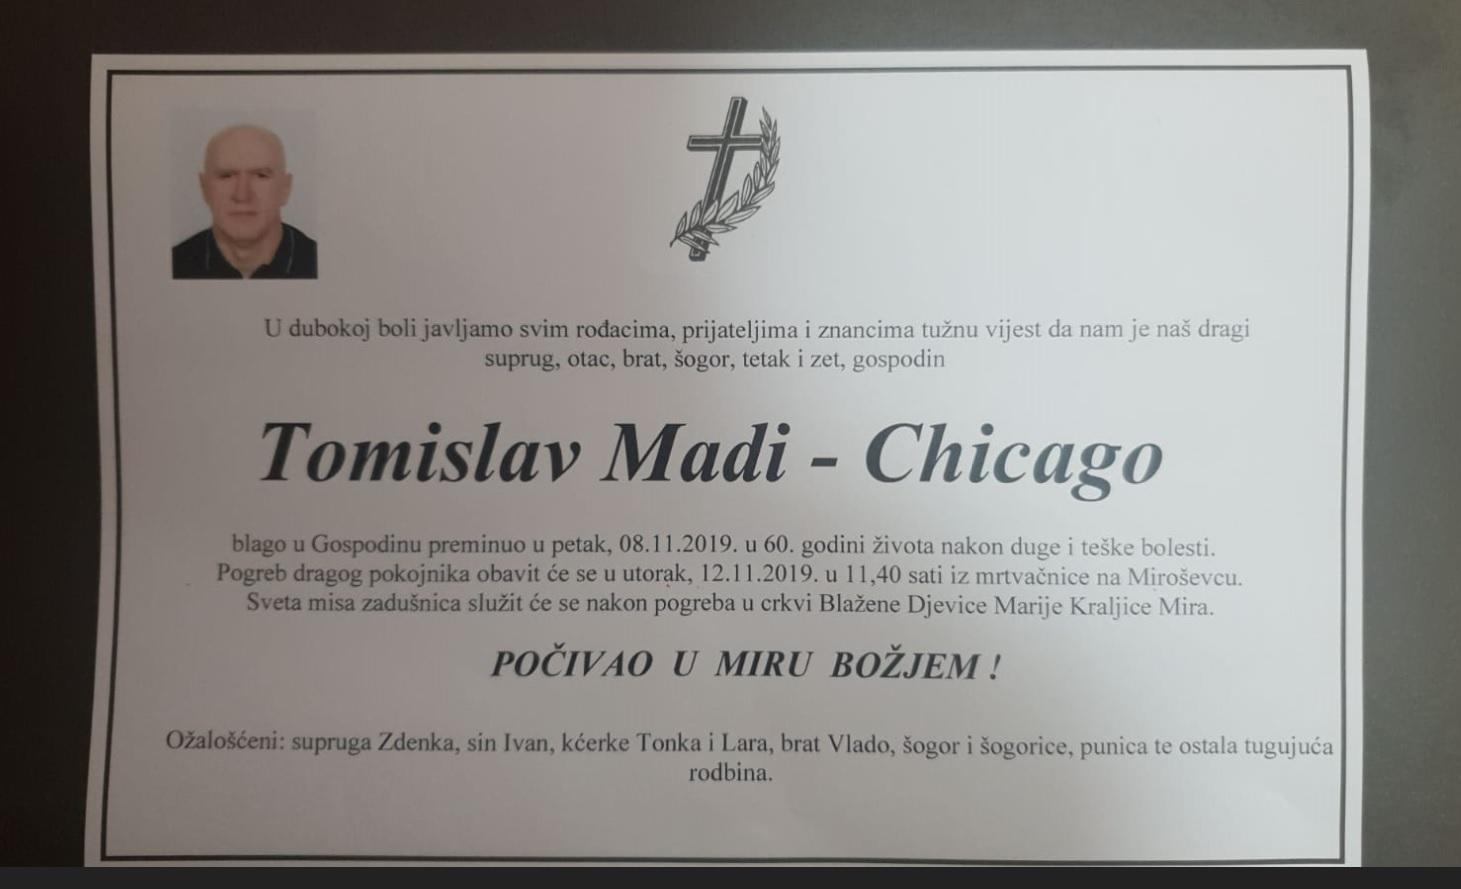 U dubokoj boli javljamo svim rođacima, prijateljima i znancima tužnu vijest da nam je naš dragi
suprug, otac, brat, šogor, tetak i zet, gospodin
Tomislav Madi - Chicago
blago u Gospodinu preminuo u petak, 08.11.2019. u 60. godini života nakon duge i teške bolesti.
Pogreb dragog pokojnika obavit će se u utorak, 12.11.2019. u 11,40 sati iz mrtvačnice na Miroševcu.
Sveta misa zadušnica služit će se nakon pogreba u crkvi Blažene Djevice Marije Kraljice Mira.
POČIVAO U MIRU BOŽJEM !
Ožalošćeni: supruga Zdenka, sin Ivan, kćerke Tonka i Lara, brat Vlado, šogor i šogorice, punica te ostala tugujuća
rodbina.